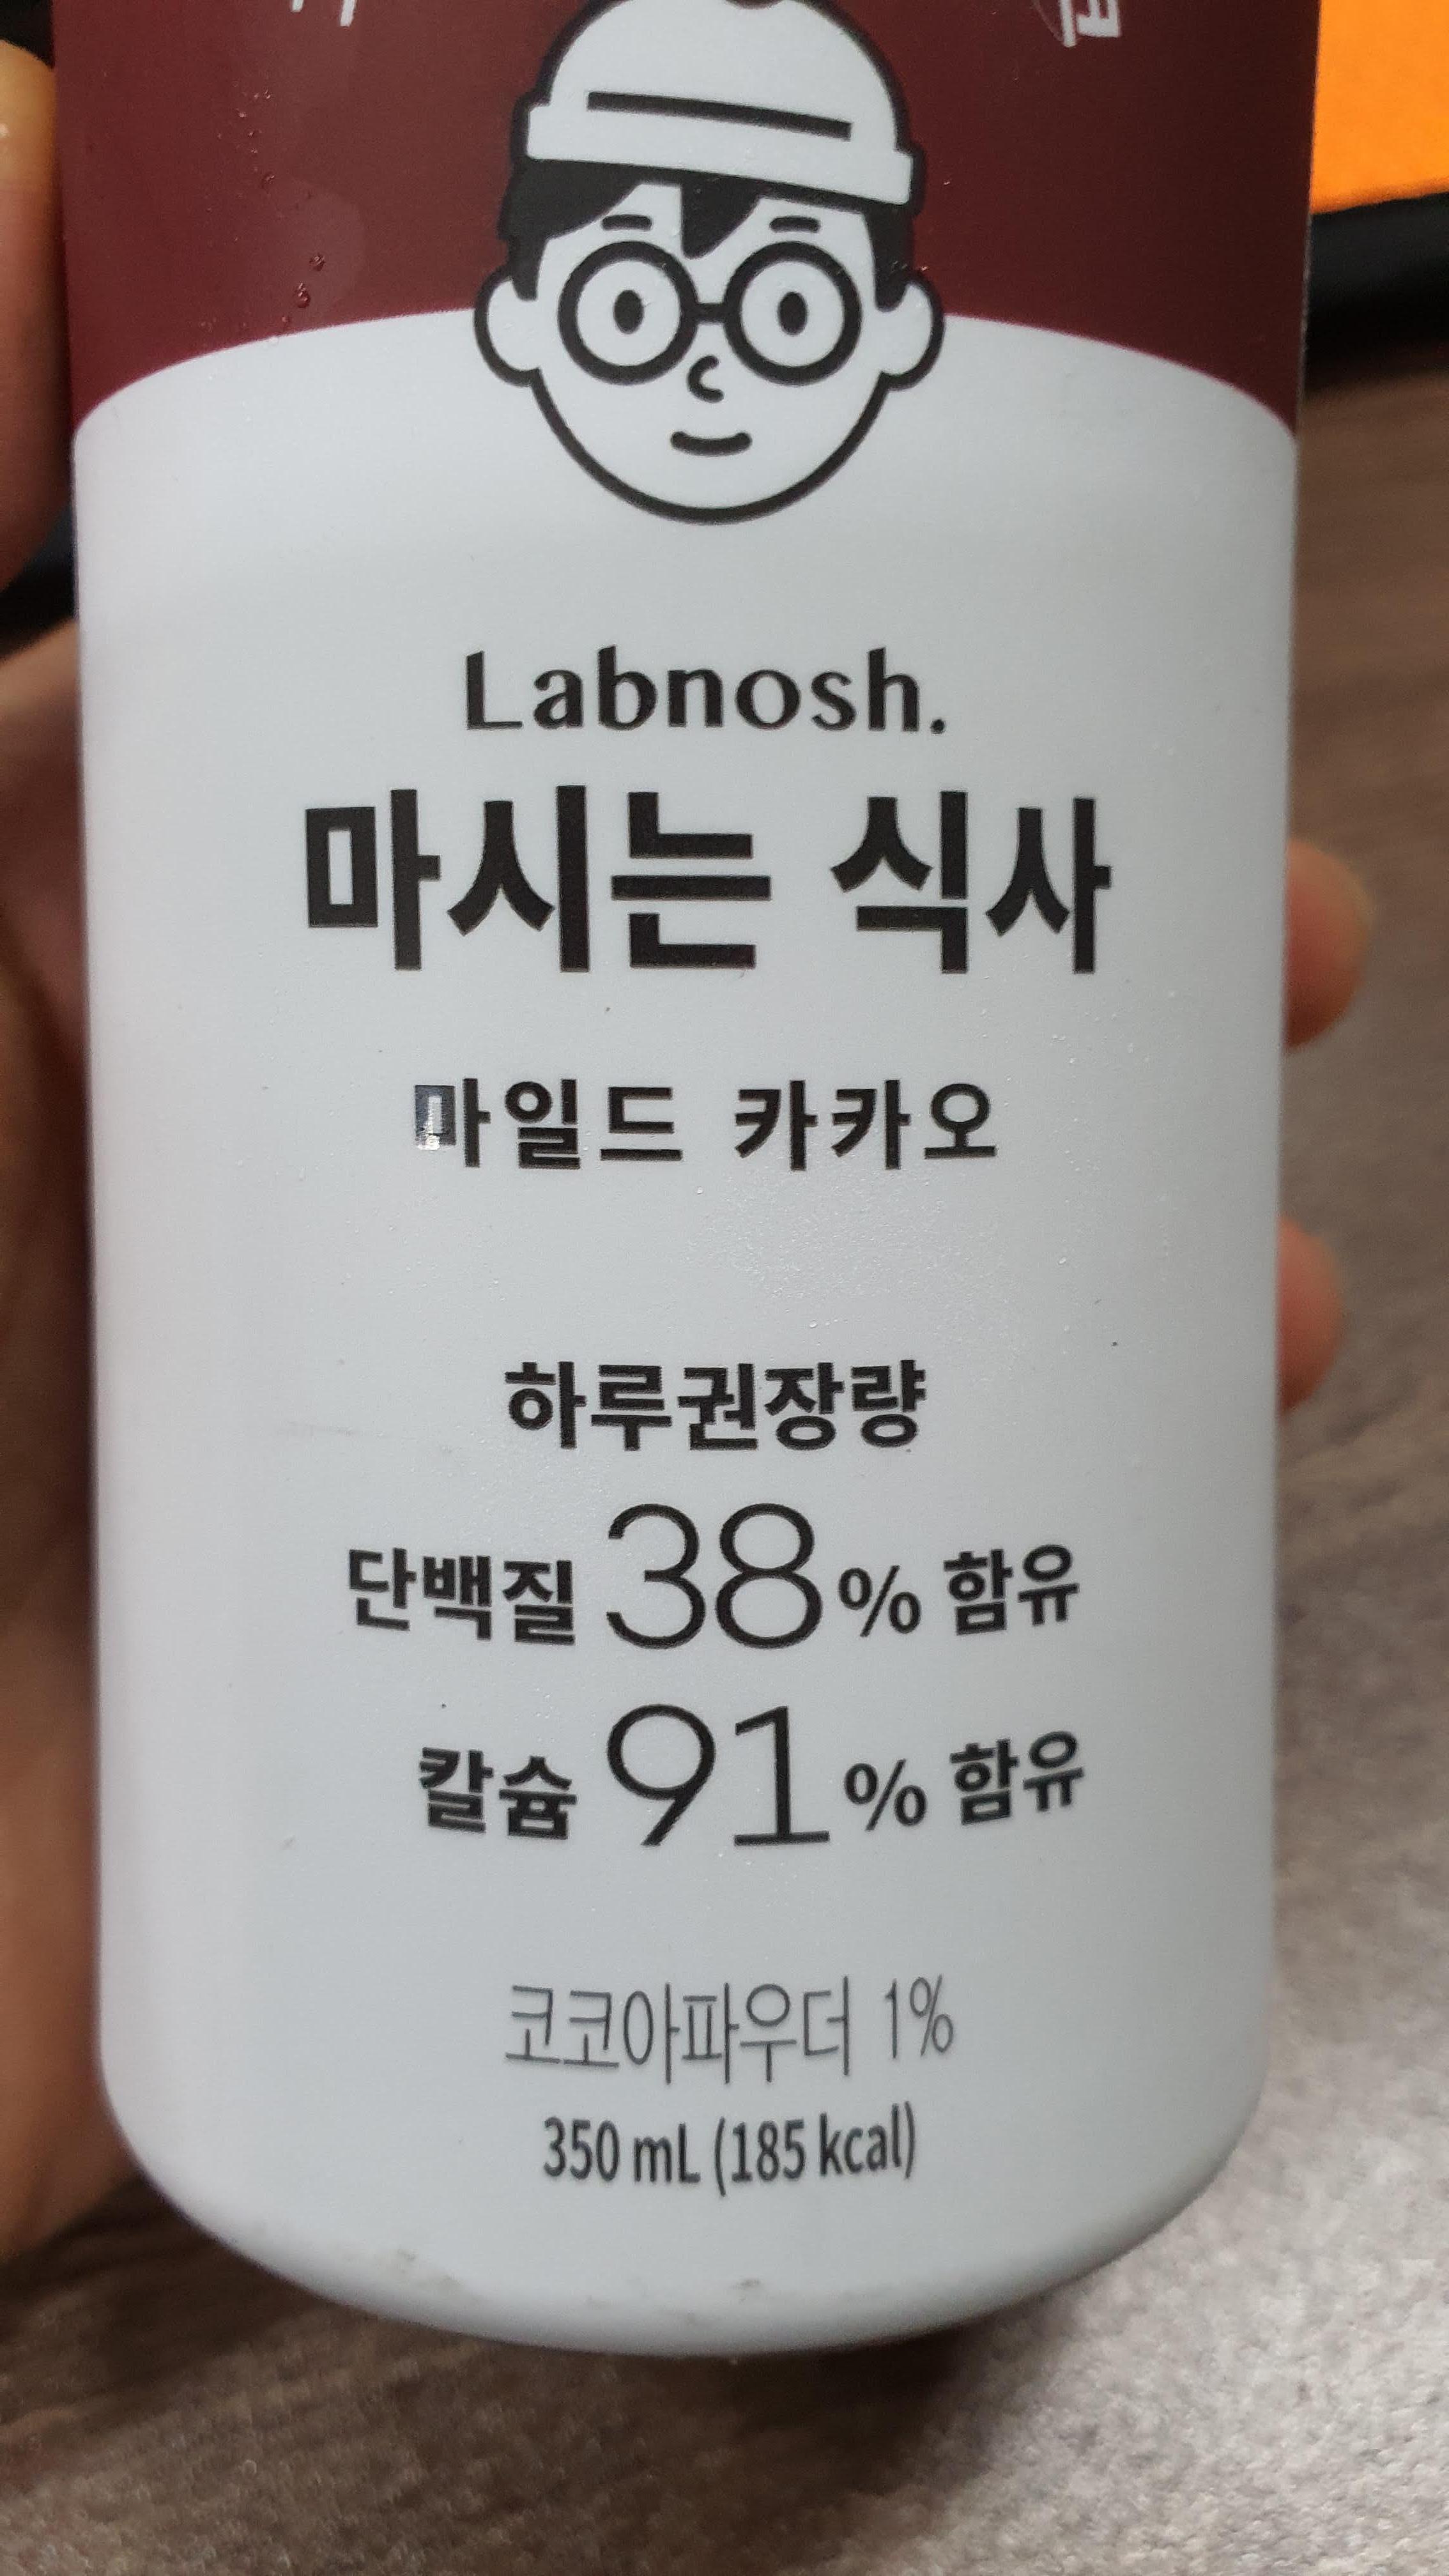 Labnosh.
마시는 식사
마일드 카카오
하루권장량
단백질 38% 함유
칼슘 91% 함유
코코아파우더 1%
350 mL (185 kcal)